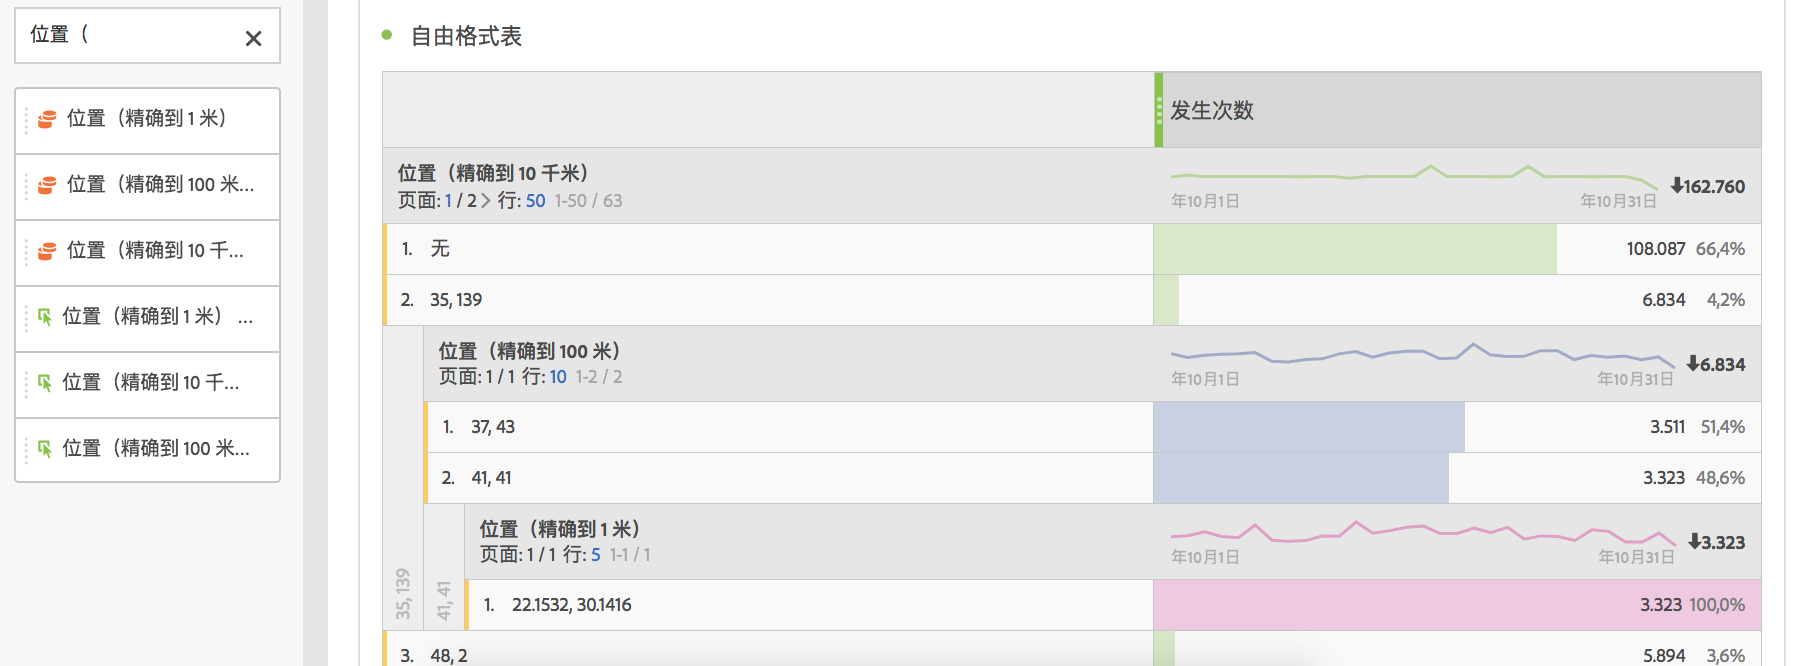 位置（
位置（精确到 1 米）
位置（精确到 100 米...
位置（精确到 10 千...
位置（精确到 1 米） ...
位置（精确到 10 千...
位置（精确到 100 米...
自由格式表
发生次数
位置（精确到 10 千米）
页面: 1 / 2 > 行: 50 1-50 / 63
年10月1日 年10月31日 162.760
1. 无 108.087 66,4%
2. 35, 139 6.834 4,2%
位置（精确到 100 米）
页面: 1 / 1 行: 10 1-2 / 2
年10月1日 年10月31日 6.834
1. 37, 43 3.511 51,4%
2. 41, 41 3.323 48,6%
位置（精确到 1 米）
页面: 1 / 1 行: 5 1-1 / 1
年10月1日 年10月31日 3.323
35, 139
41, 41
1. 22.1532, 30.1416 3.323 100,0%
3. 48, 2 5.894 3,6%